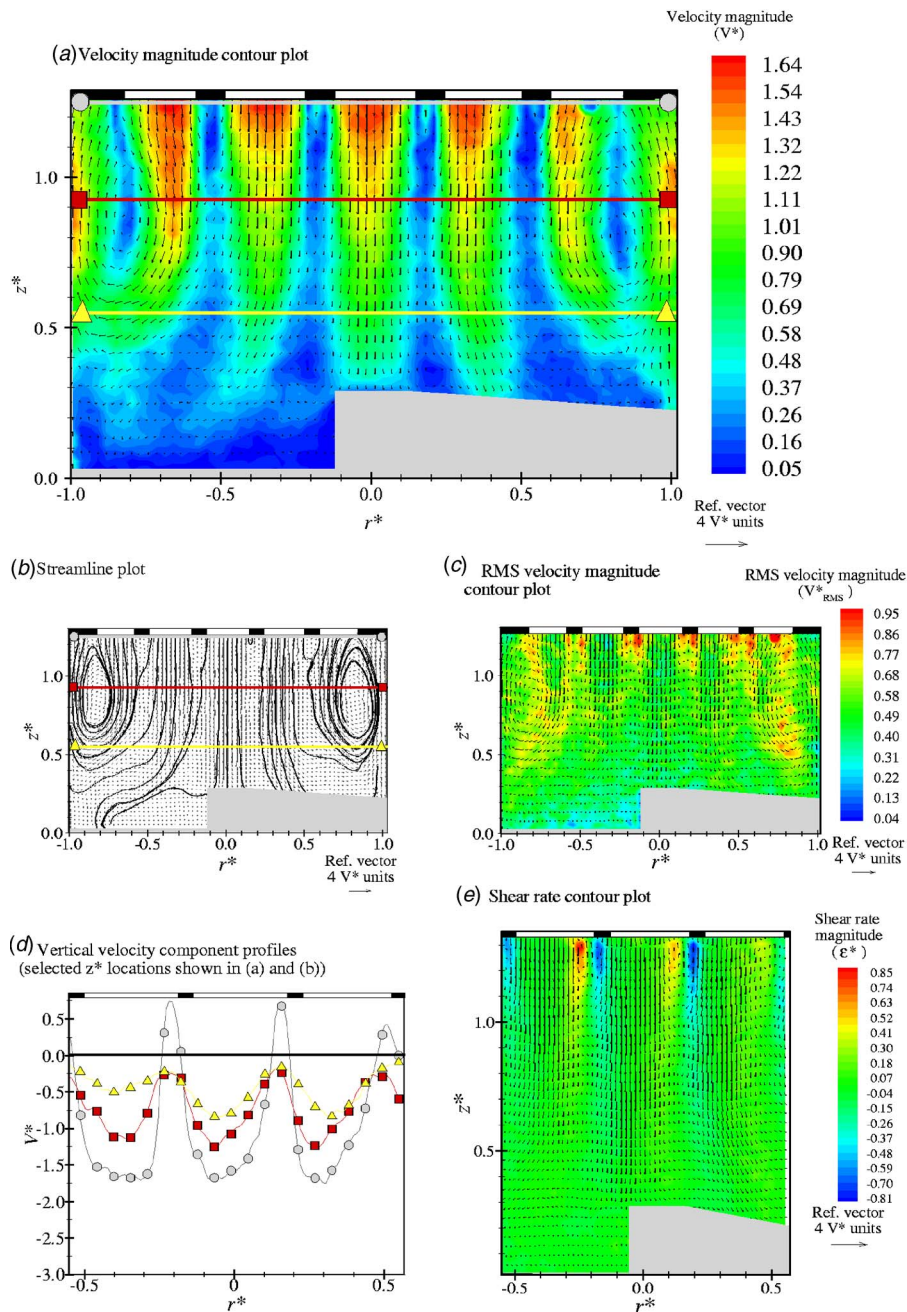 (a) Velocity magnitude contour plot
Velocity magnitude
(V*)
1.64
1.54
1.43
1.32
1.22
1.11
1.01
0.90
0.79
0.69
0.58
0.48
0.37
0.26
0.16
0.05
Ref. vector
4 V* units
z*
1.0
0.5
0.0
-1.0 -0.5 0.0 0.5 1.0
r*
(b) Streamline plot
z*
1.0
0.5
0.0
-1.0 -0.5 0.0 0.5 1.0
r*
Ref. vector
4 V* units
(c) RMS velocity magnitude
contour plot
RMS velocity magnitude
(V*RMS)
0.95
0.86
0.77
0.68
0.58
0.49
0.40
0.31
0.22
0.13
0.04
z*
1.0
0.5
0.0
-1.0 -0.5 0.0 0.5 1.0
r*
Ref. vector
4 V* units
(d) Vertical velocity component profiles
(selected z* locations shown in (a) and (b))
V*
0.5
0.0
-0.5
-1.0
-1.5
-2.0
-2.5
-3.0
-0.5 0 0.5
r*
(e) Shear rate contour plot
Shear rate
magnitude
(ε*)
0.85
0.74
0.63
0.52
0.41
0.30
0.19
0.07
-0.04
-0.15
-0.26
-0.37
-0.48
-0.59
-0.70
-0.81
Ref. vector
4 V* units
z*
1.0
0.5
-0.5 0.0 0.5
r*